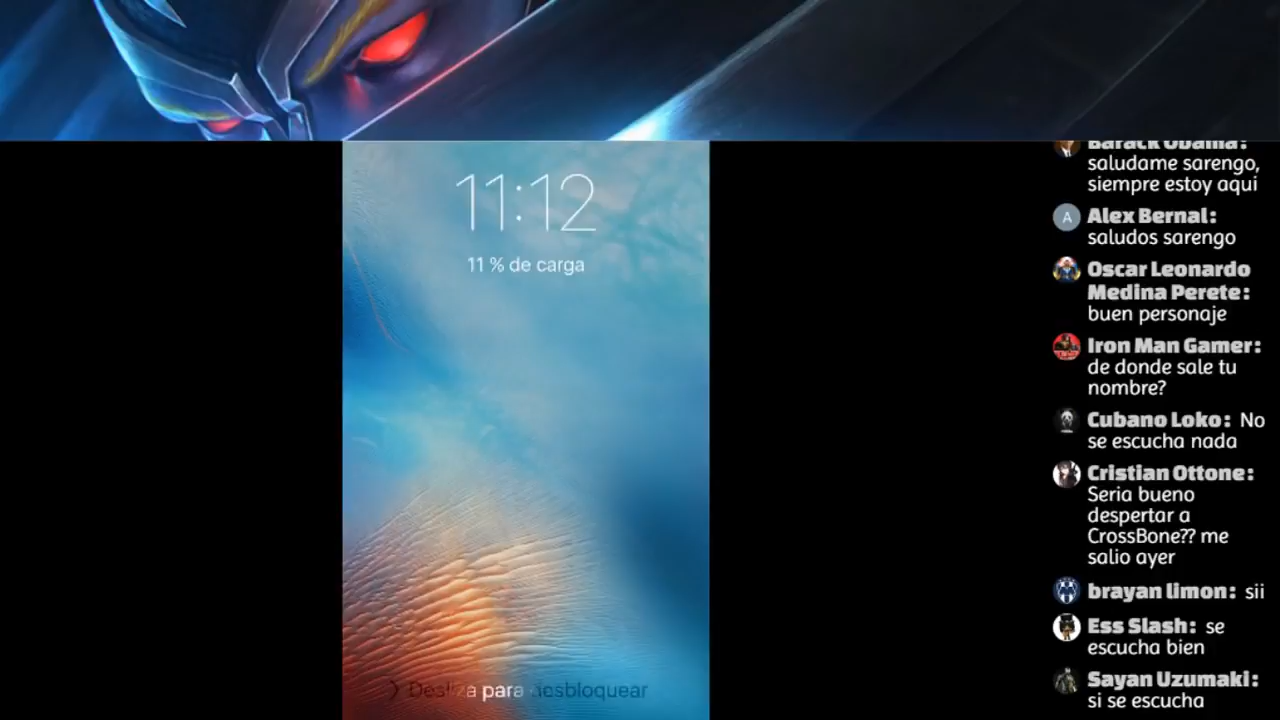 11:12
11 % de carga
Desliza para desbloquear
Barack Obama:
saludame sarengo,
siempre estoy aqui
A
Alex Bernal:
saludos sarengo
Oscar Leonardo
Medina Perete:
buen personaje
Iron Man Gamer:
de donde sale tu
nombre?
Cubano Loko: No
se escucha nada
Cristian Ottone:
Seria bueno
despertar a
CrossBone?? me
salio ayer
brayan limon: sii
Ess Slash: se
escucha bien
Sayan Uzumaki:
si se escucha